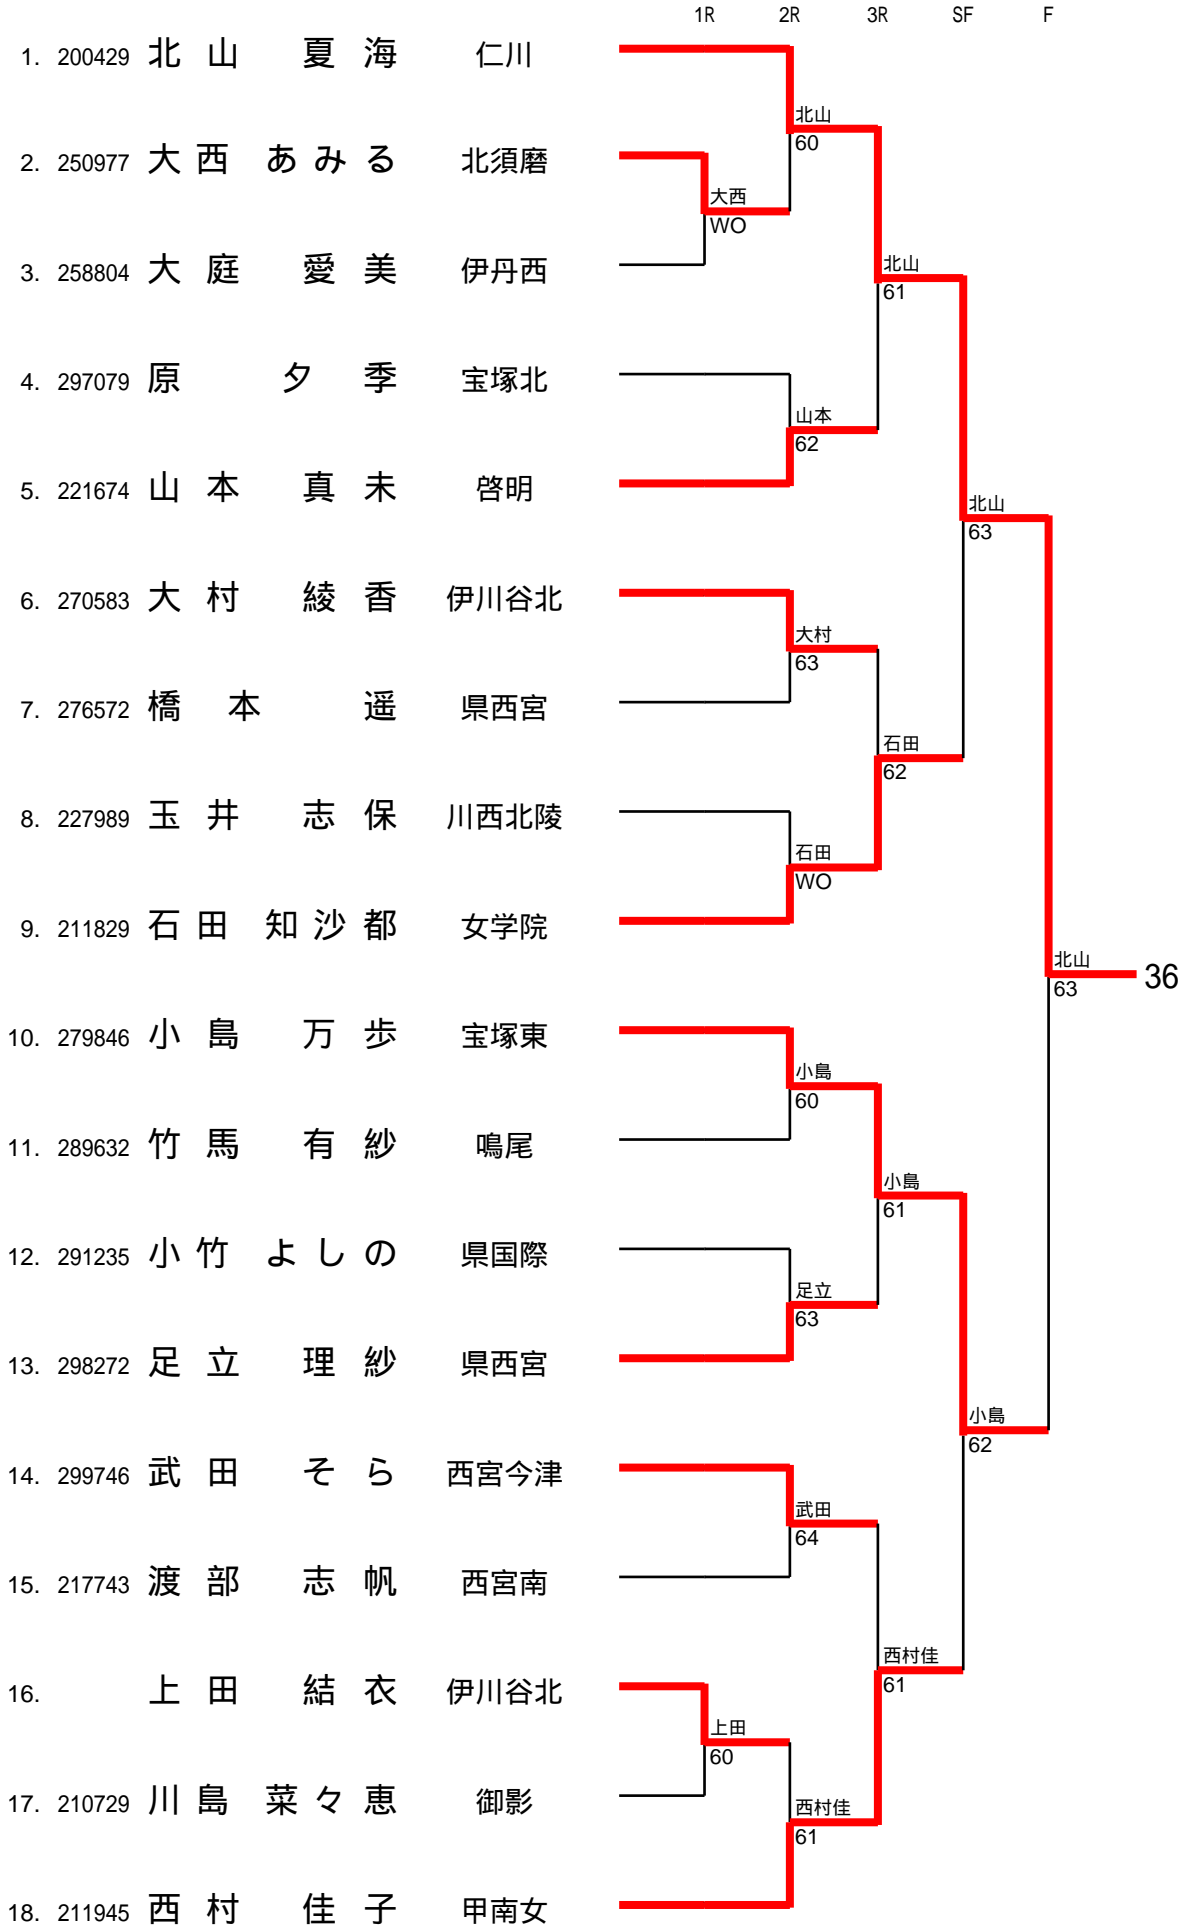 1R 2R 3R SF F
1. 200429 北山 夏海 仁川
北山
60
2. 250977 大西 あみる 北須磨
大西
WO
3. 258804 大庭 愛美 伊丹西
北山
61
4. 297079 原 夕季 宝塚北
山本
62
5. 221674 山本 真未 啓明
北山
63
6. 270583 大村 綾香 伊川谷北
大村
63
7. 276572 橋本 遥 県西宮
石田
62
8. 227989 玉井 志保 川西北陵
石田
WO
9. 211829 石田 知沙都 女学院
北山
63
36
10. 279846 小島 万歩 宝塚東
小島
60
11. 289632 竹馬 有紗 鳴尾
小島
61
12. 291235 小竹 よしの 県国際
足立
63
13. 298272 足立 理紗 県西宮
小島
62
14. 299746 武田 そら 西宮今津
武田
64
15. 217743 渡部 志帆 西宮南
西村佳
61
16. 上田 結衣 伊川谷北
上田
60
17. 210729 川島 菜々恵 御影
西村佳
61
18. 211945 西村 佳子 甲南女